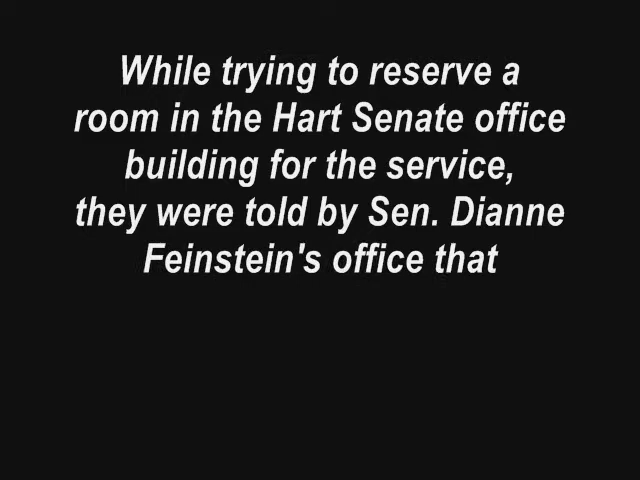 While trying to reserve a
room in the Hart Senate office
building for the service,
they were told by Sen. Dianne
Feinstein's office that